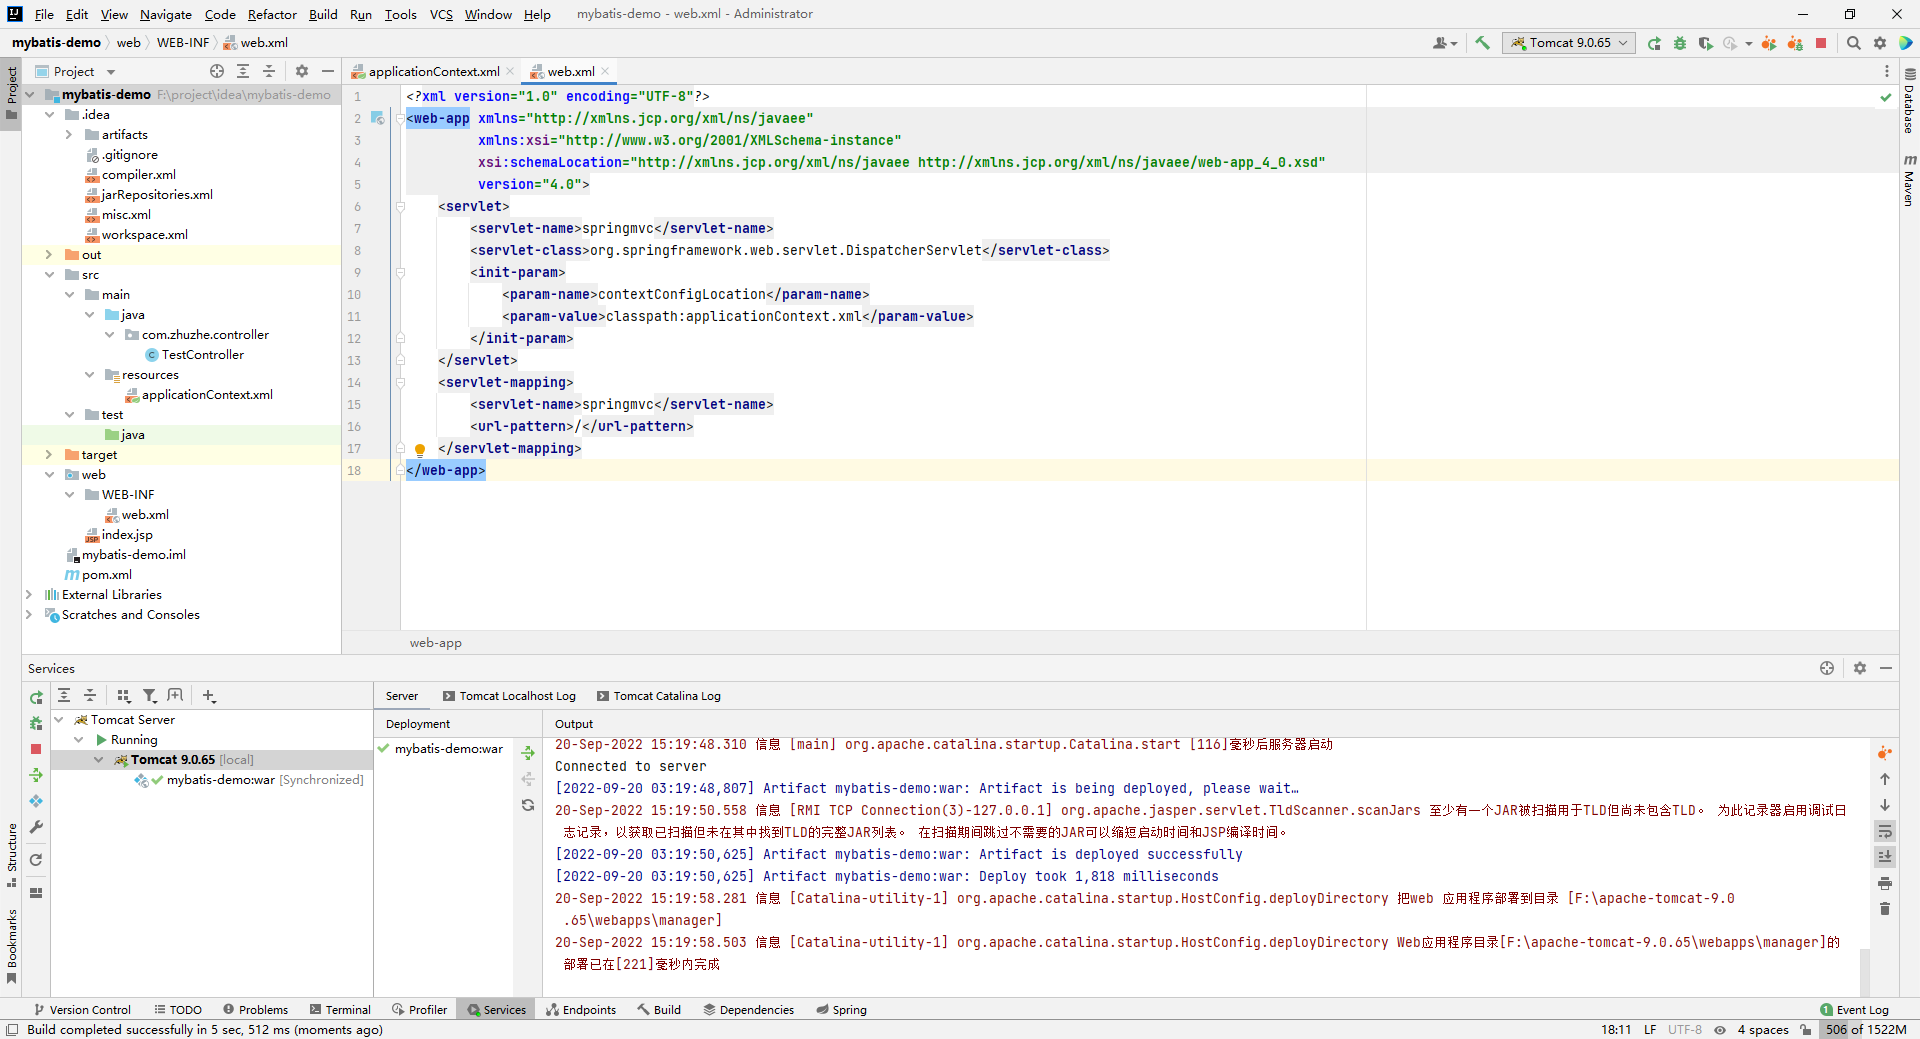 File Edit View Navigate Code Refactor Build Run Tools VCS Window Help mybatis-demo - web.xml - Administrator
mybatis-demo web WEB-INF web.xml
Tomcat 9.0.65
Project
applicationContext.xml
web.xml
Project
mybatis-demo F:\project\idea\mybatis-demo
.idea
artifacts
.gitignore
compiler.xml
jarRepositories.xml
misc.xml
workspace.xml
out
src
main
java
com.zhuzhe.controller
TestController
resources
applicationContext.xml
test
java
target
web
WEB-INF
web.xml
index.jsp
mybatis-demo.iml
pom.xml
External Libraries
Scratches and Consoles
1 <?xml version="1.0" encoding="UTF-8"?>
2 <web-app xmlns="http://xmlns.jcp.org/xml/ns/javaee"
3 xmlns:xsi="http://www.w3.org/2001/XMLSchema-instance"
4 xsi:schemaLocation="http://xmlns.jcp.org/xml/ns/javaee http://xmlns.jcp.org/xml/ns/javaee/web-app_4_0.xsd"
5 version="4.0">
6 <servlet>
7 <servlet-name>springmvc</servlet-name>
8 <servlet-class>org.springframework.web.servlet.DispatcherServlet</servlet-class>
9 <init-param>
10 <param-name>contextConfigLocation</param-name>
11 <param-value>classpath:applicationContext.xml</param-value>
12 </init-param>
13 </servlet>
14 <servlet-mapping>
15 <servlet-name>springmvc</servlet-name>
16 <url-pattern>/</url-pattern>
17 </servlet-mapping>
18 </web-app>
web-app
Database
Maven
Services
Tomcat Server
Running
Tomcat 9.0.65 [local]
mybatis-demo:war [Synchronized]
Server Tomcat Localhost Log Tomcat Catalina Log
Deployment
mybatis-demo:war
Output
20-Sep-2022 15:19:48.310 信息 [main] org.apache.catalina.startup.Catalina.start [116]毫秒后服务器启动
Connected to server
[2022-09-20 03:19:48,807] Artifact mybatis-demo:war: Artifact is being deployed, please wait…
20-Sep-2022 15:19:50.558 信息 [RMI TCP Connection(3)-127.0.0.1] org.apache.jasper.servlet.TldScanner.scanJars 至少有一个JAR被扫描用于TLD但尚未包含TLD。 为此记录器启用调试日
志记录，以获取已扫描但未在其中找到TLD的完整JAR列表。 在扫描期间跳过不需要的JAR可以缩短启动时间和JSP编译时间。
[2022-09-20 03:19:50,625] Artifact mybatis-demo:war: Artifact is deployed successfully
[2022-09-20 03:19:50,625] Artifact mybatis-demo:war: Deploy took 1,818 milliseconds
20-Sep-2022 15:19:58.281 信息 [Catalina-utility-1] org.apache.catalina.startup.HostConfig.deployDirectory 把web 应用程序部署到目录 [F:\apache-tomcat-9.0
.65\webapps\manager]
20-Sep-2022 15:19:58.503 信息 [Catalina-utility-1] org.apache.catalina.startup.HostConfig.deployDirectory Web应用程序目录[F:\apache-tomcat-9.0.65\webapps\manager]的
部署已在[221]毫秒内完成
Structure
Bookmarks
Version Control TODO Problems Terminal Profiler Services Endpoints Build Dependencies Spring 1 Event Log
Build completed successfully in 5 sec, 512 ms (moments ago) 18:11 LF UTF-8 4 spaces 506 of 1522M